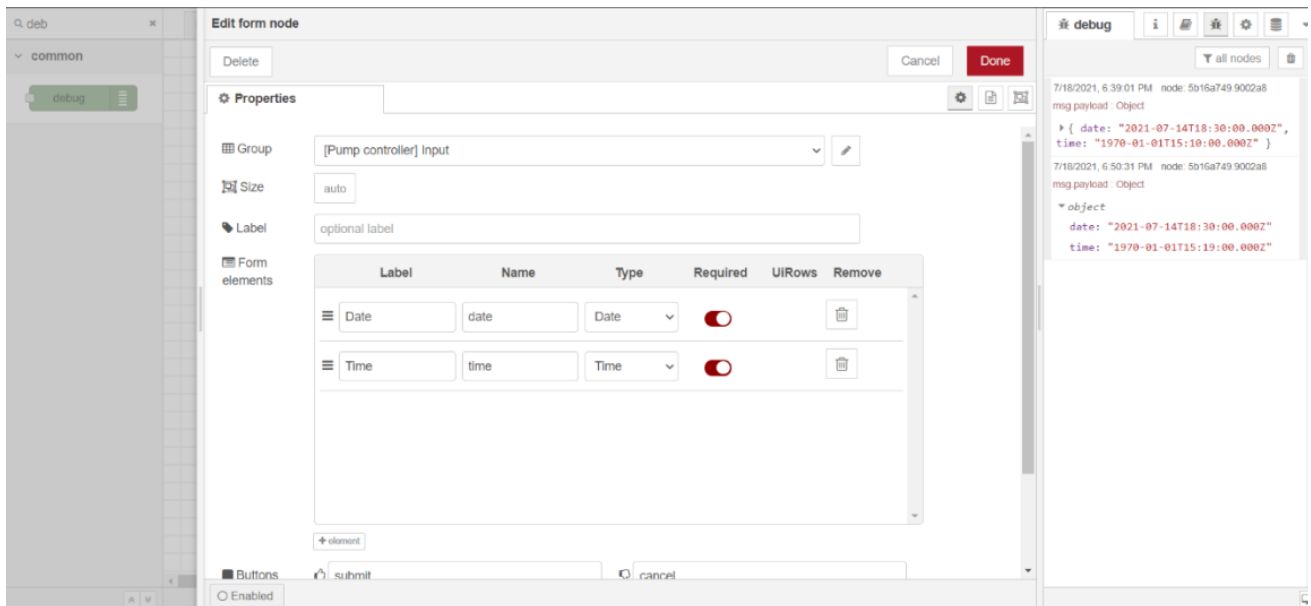 deb
Edit form node
debug
common
Delete
Cancel
Done
all nodes
debug
Properties
7/18/2021, 6:39:01 PM node: 5b16a749.9002a8
msg.payload : Object
{ date: "2021-07-14T18:30:00.000Z",
time: "1970-01-01T15:10:00.000Z" }
Group
[Pump controller] Input
7/18/2021, 6:50:31 PM node: 5b16a749.9002a8
msg.payload : Object
Size
auto
object
date: "2021-07-14T18:30:00.000Z"
time: "1970-01-01T15:19:00.000Z"
Label
optional label
Form
elements
Label Name Type Required UiRows Remove
Date date Date
Time time Time
+ element
Buttons submit cancel
Enabled